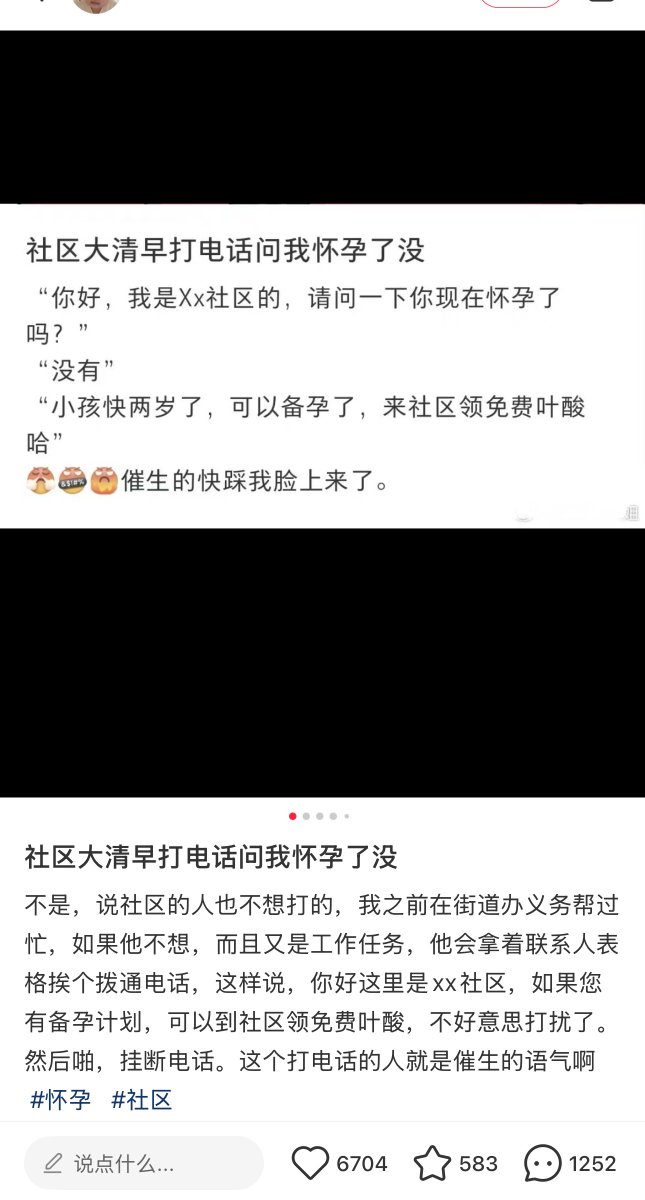 社区大清早打电话问我怀孕了没
“你好，我是Xx社区的，请问一下你现在怀孕了
吗？”
“没有”
“小孩快两岁了，可以备孕了，来社区领免费叶酸
哈”
催生的快踩我脸上来了。
社区大清早打电话问我怀孕了没
不是，说社区的人也不想打的，我之前在街道办义务帮过
忙，如果他不想，而且又是工作任务，他会拿着联系人表
格挨个拨通电话，这样说，你好这里是xx社区，如果您
有备孕计划，可以到社区领免费叶酸，不好意思打扰了。
然后啪，挂断电话。这个打电话的人就是催生的语气啊
#怀孕 #社区
说点什么... 6704 583 1252